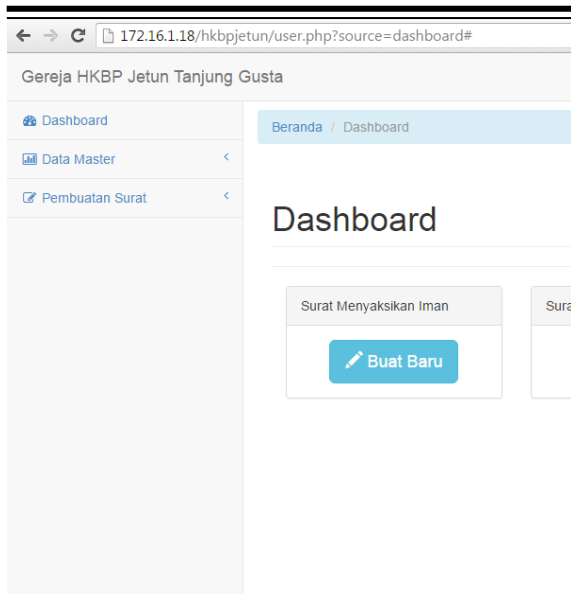 172.16.1.18/hkbpjetun/user.php?source=dashboard#
Gereja HKBP Jetun Tanjung Gusta
Dashboard
Data Master
Pembuatan Surat
Beranda / Dashboard
Dashboard
Surat Menyaksikan Iman
Buat Baru